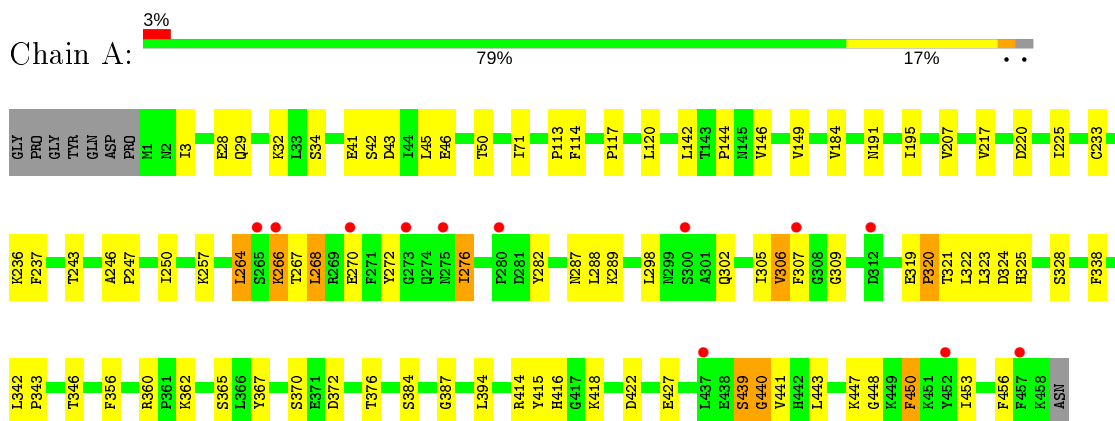 3%
Chain A:
79% 17% • •
GLY PRO GLY TYR GLN ASP PRO M1 N2 I3 E28 Q29 K32 L33 S34 E41 S42 D43 I44 L45 E46 T50 I71 P113 F114 P117 L120 L142 T143 P144 N145 V146 V149 V184 N191 I195 V207 V217 D220 I225 C233
K236 F237 T243 A246 P247 I250 K257 L264 S265 K266 T267 L268 R269 E270 F271 Y272 G273 Q274 N275 I276 P280 D281 Y282 N287 L288 K289 L298 N299 S300 A301 Q302 I305 V306 F307 G308 G309 D312 E319 P320 T321 L322 L323 D324 H325 S328 F338
L342 P343 T346 F356 R360 P361 K362 S365 L366 Y367 S370 E371 D372 T376 S384 G387 L394 R414 Y415 H416 G417 K418 D422 E427 L437 E438 S439 G440 V441 H442 L443 K447 G448 K449 F450 K451 Y452 I453 F456 F457 K458 ASN